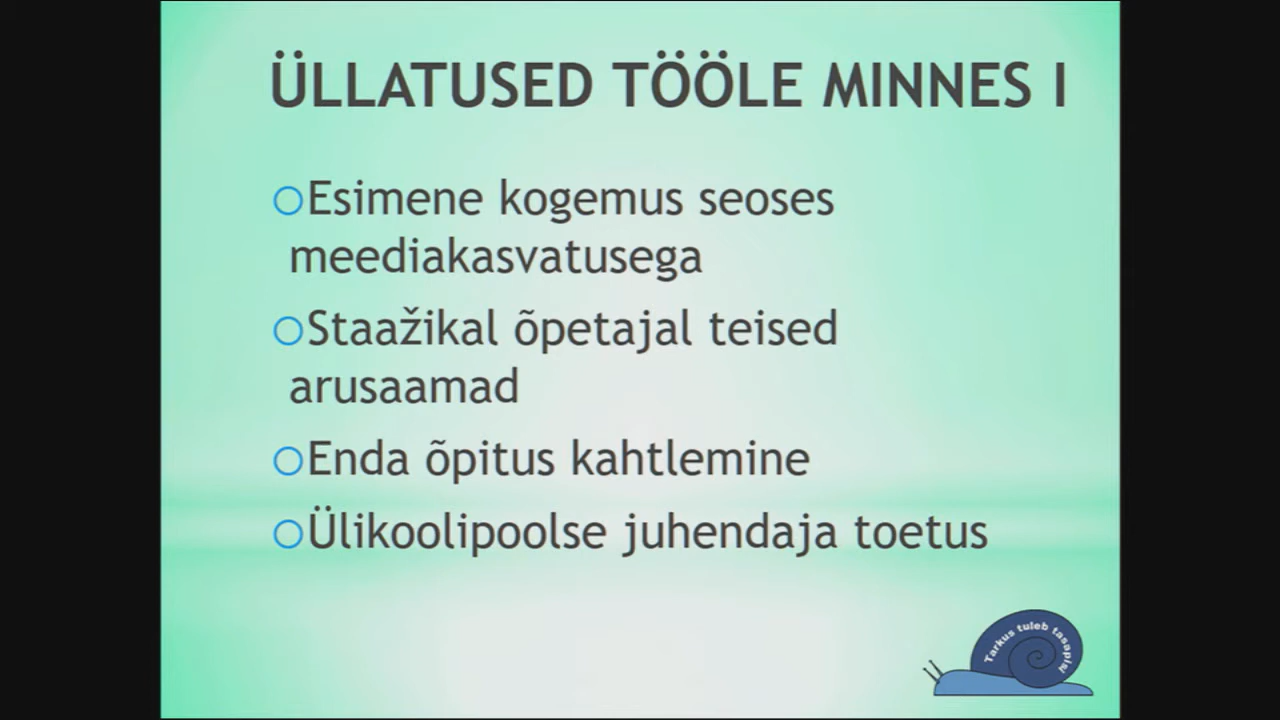 ÜLLATUSED TÖÖLE MINNES I
Esimene kogemus seoses
meediakasvatusega
Staažikal õpetajal teised
arusaamad
Enda õpitus kahtlemine
Ülikoolipoolse juhendaja toetus
Tarkus tuleb tasapisi